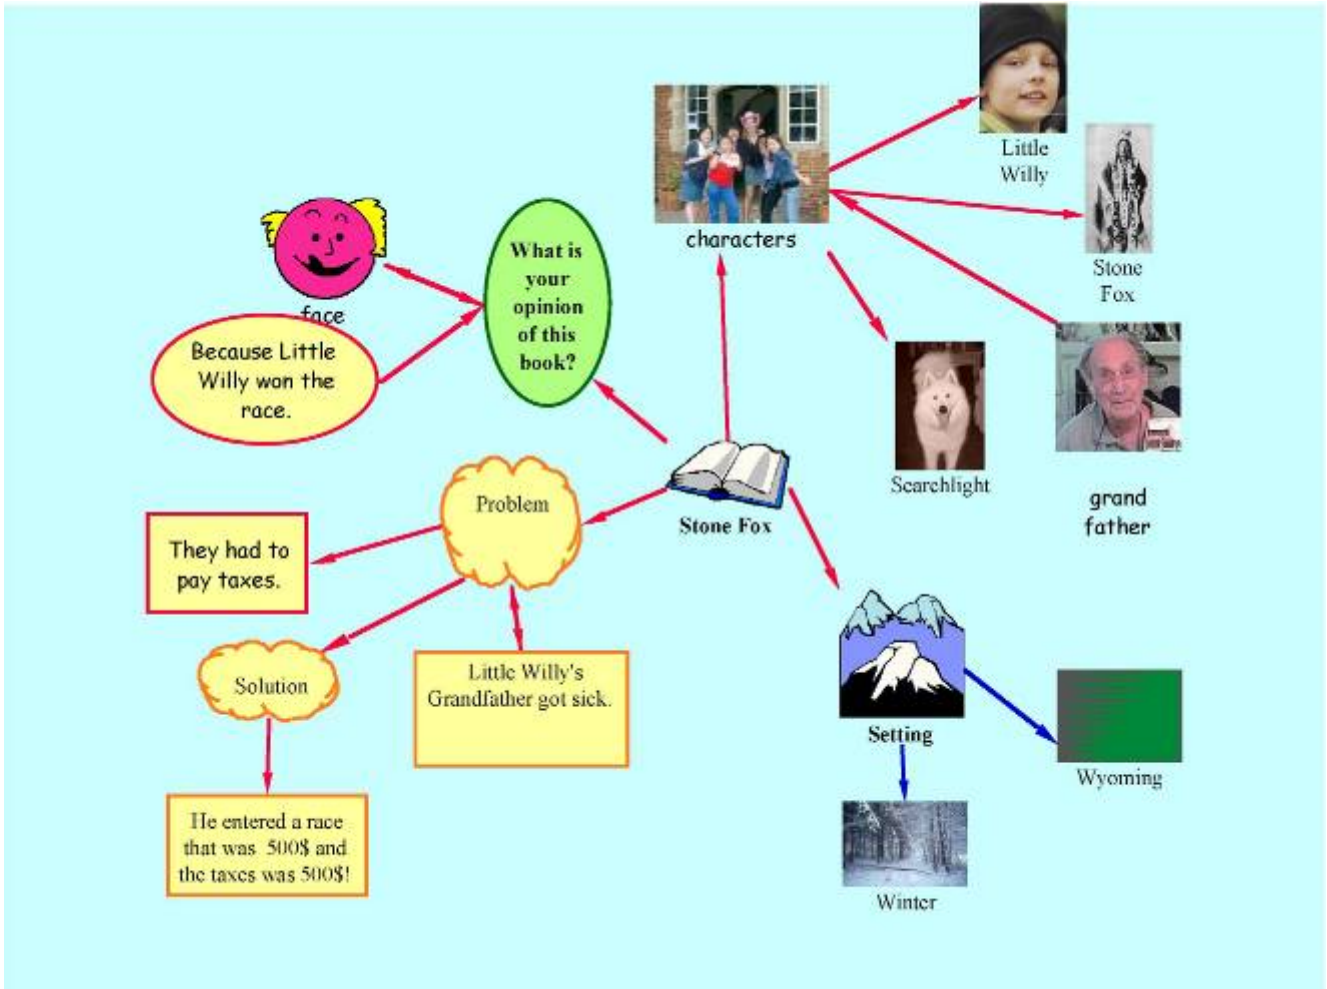 Little
Willy
characters
Stone
Fox
What is
your
opinion
of this
book?
face
Because Little
Willy won the
race.
Searchlight
grand
father
Problem
Stone Fox
They had to
pay taxes.
Solution
Little Willy's
Grandfather got sick.
Setting
Wyoming
He entered a race
that was 500$ and
the taxes was 500$!
Winter